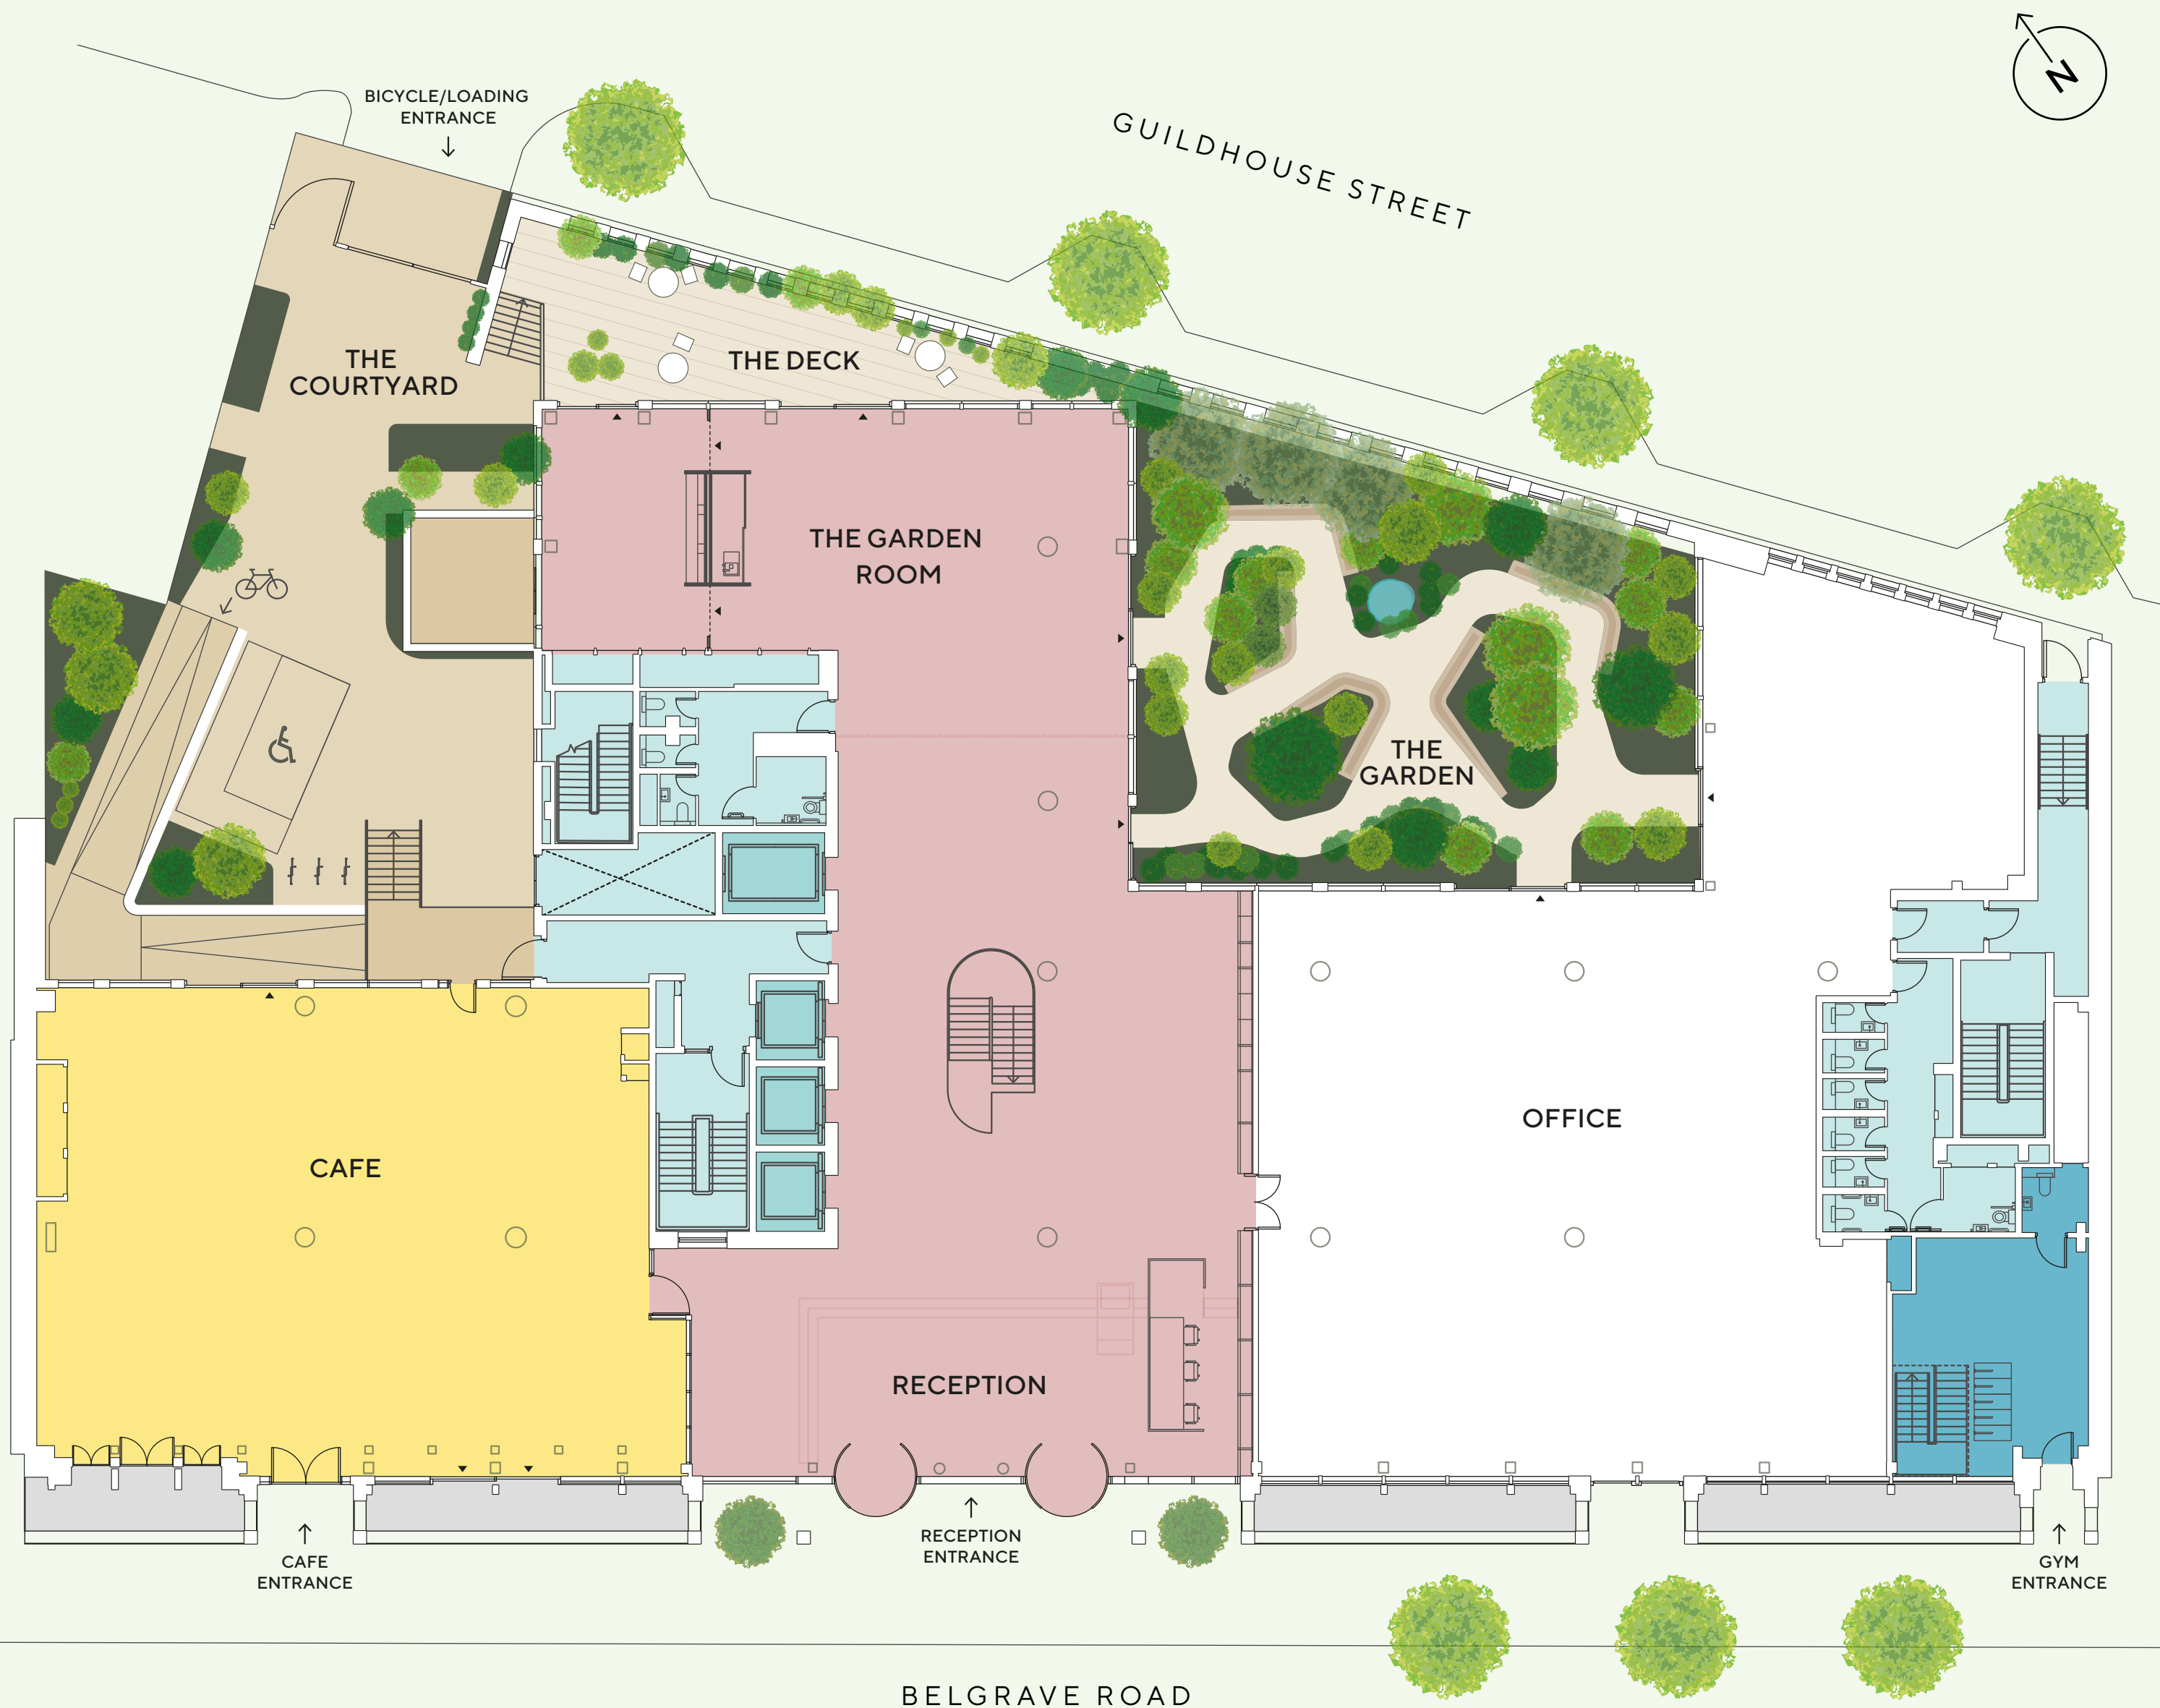 BICYCLE/LOADING
ENTRANCE
N
GUILDHOUSE STREET
THE
COURTYARD
THE DECK
THE GARDEN
ROOM
THE
GARDEN
OFFICE
CAFE
RECEPTION
CAFE
ENTRANCE
RECEPTION
ENTRANCE
GYM
ENTRANCE
BELGRAVE ROAD